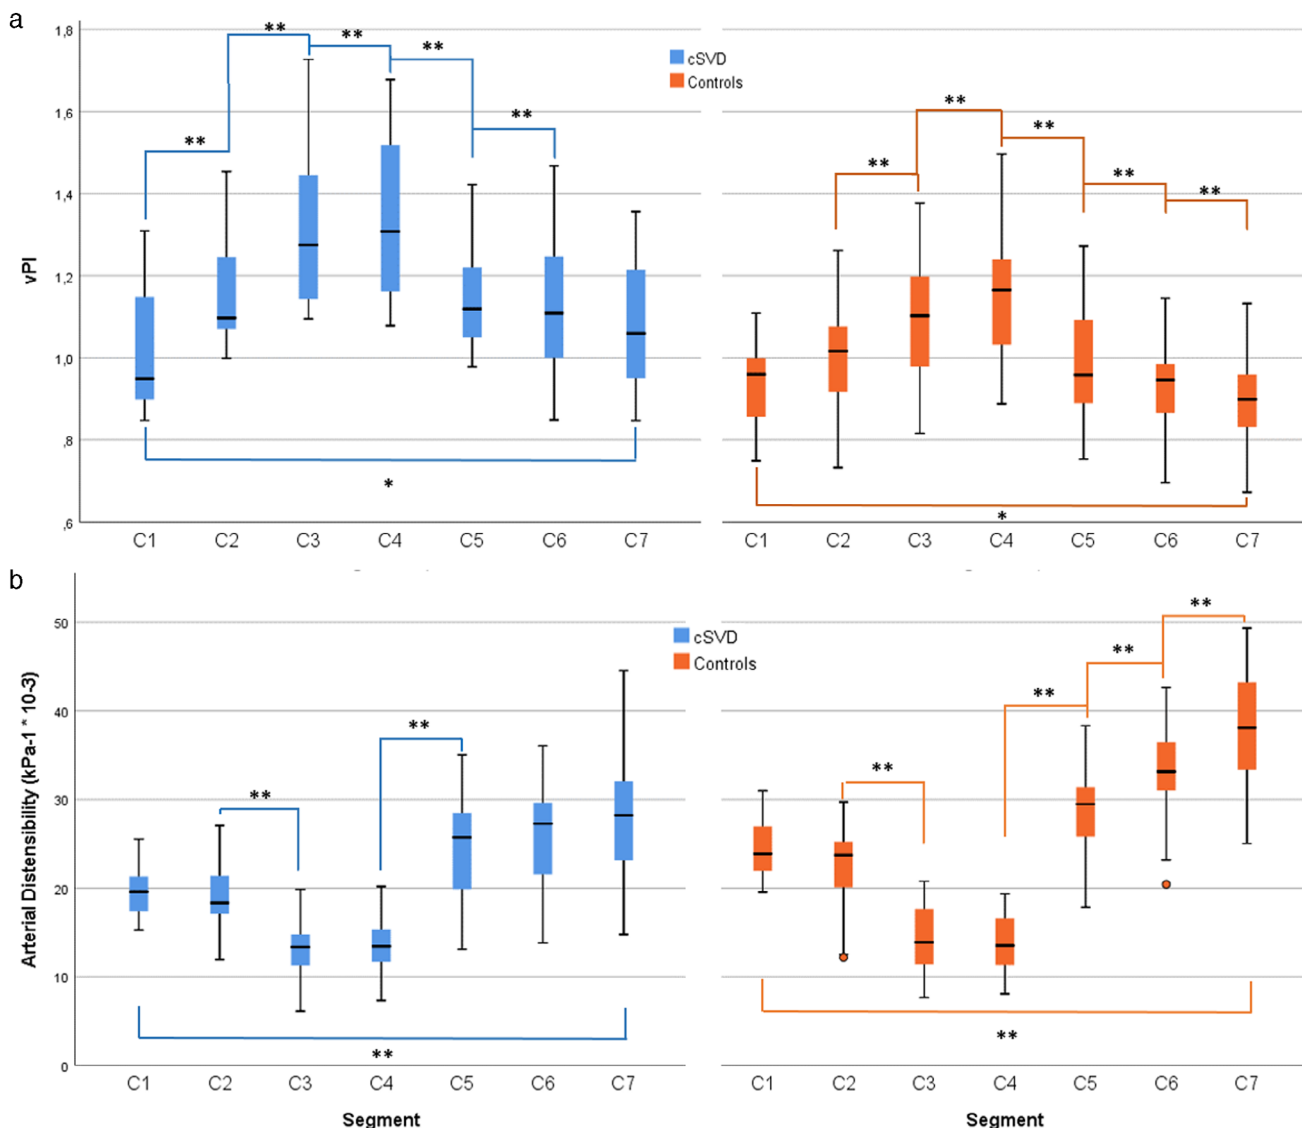 a
1,8
1,6
1,4
1,2
1,0
,8
,6
vPI
cSVD
Controls
** ** ** ** **
** ** ** ** **
*
*
C1 C2 C3 C4 C5 C6 C7
C1 C2 C3 C4 C5 C6 C7
b
50
40
30
20
10
0
Arterial Distensibility (kPa-1 * 10-3)
cSVD
Controls
** **
** ** ** **
**
**
C1 C2 C3 C4 C5 C6 C7
C1 C2 C3 C4 C5 C6 C7
Segment
Segment